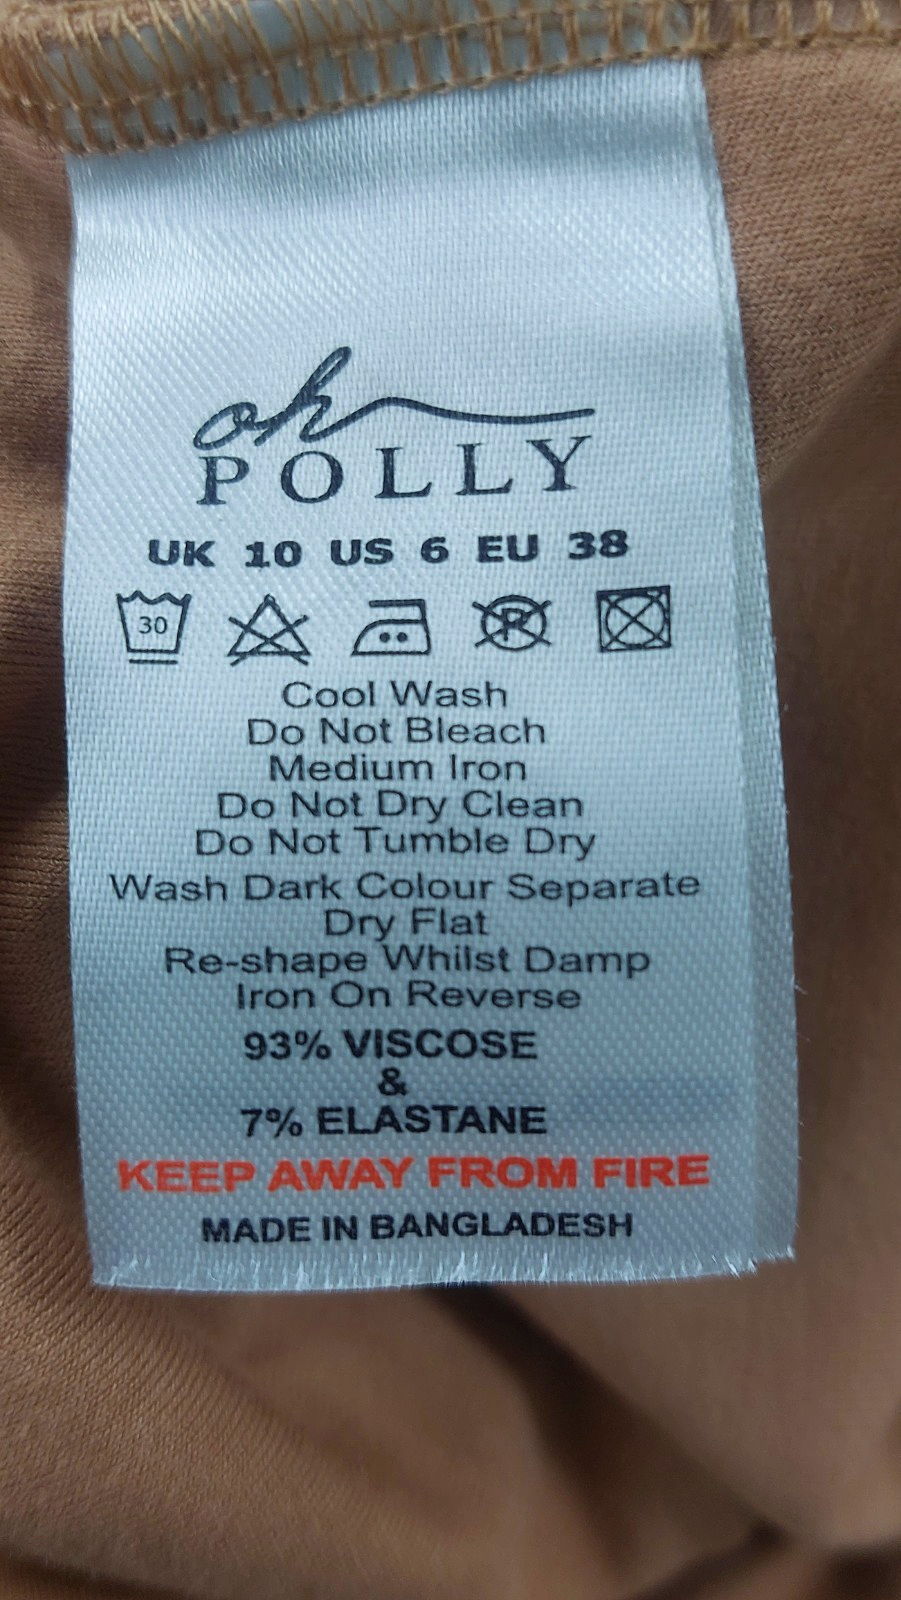 oh
POLLY
UK 10 US 6 EU 38
30 P
Cool Wash
Do Not Bleach
Medium Iron
Do Not Dry Clean
Do Not Tumble Dry
Wash Dark Colour Separate
Dry Flat
Re-shape Whilst Damp
Iron On Reverse
93% VISCOSE
&
7% ELASTANE
KEEP AWAY FROM FIRE
MADE IN BANGLADESH